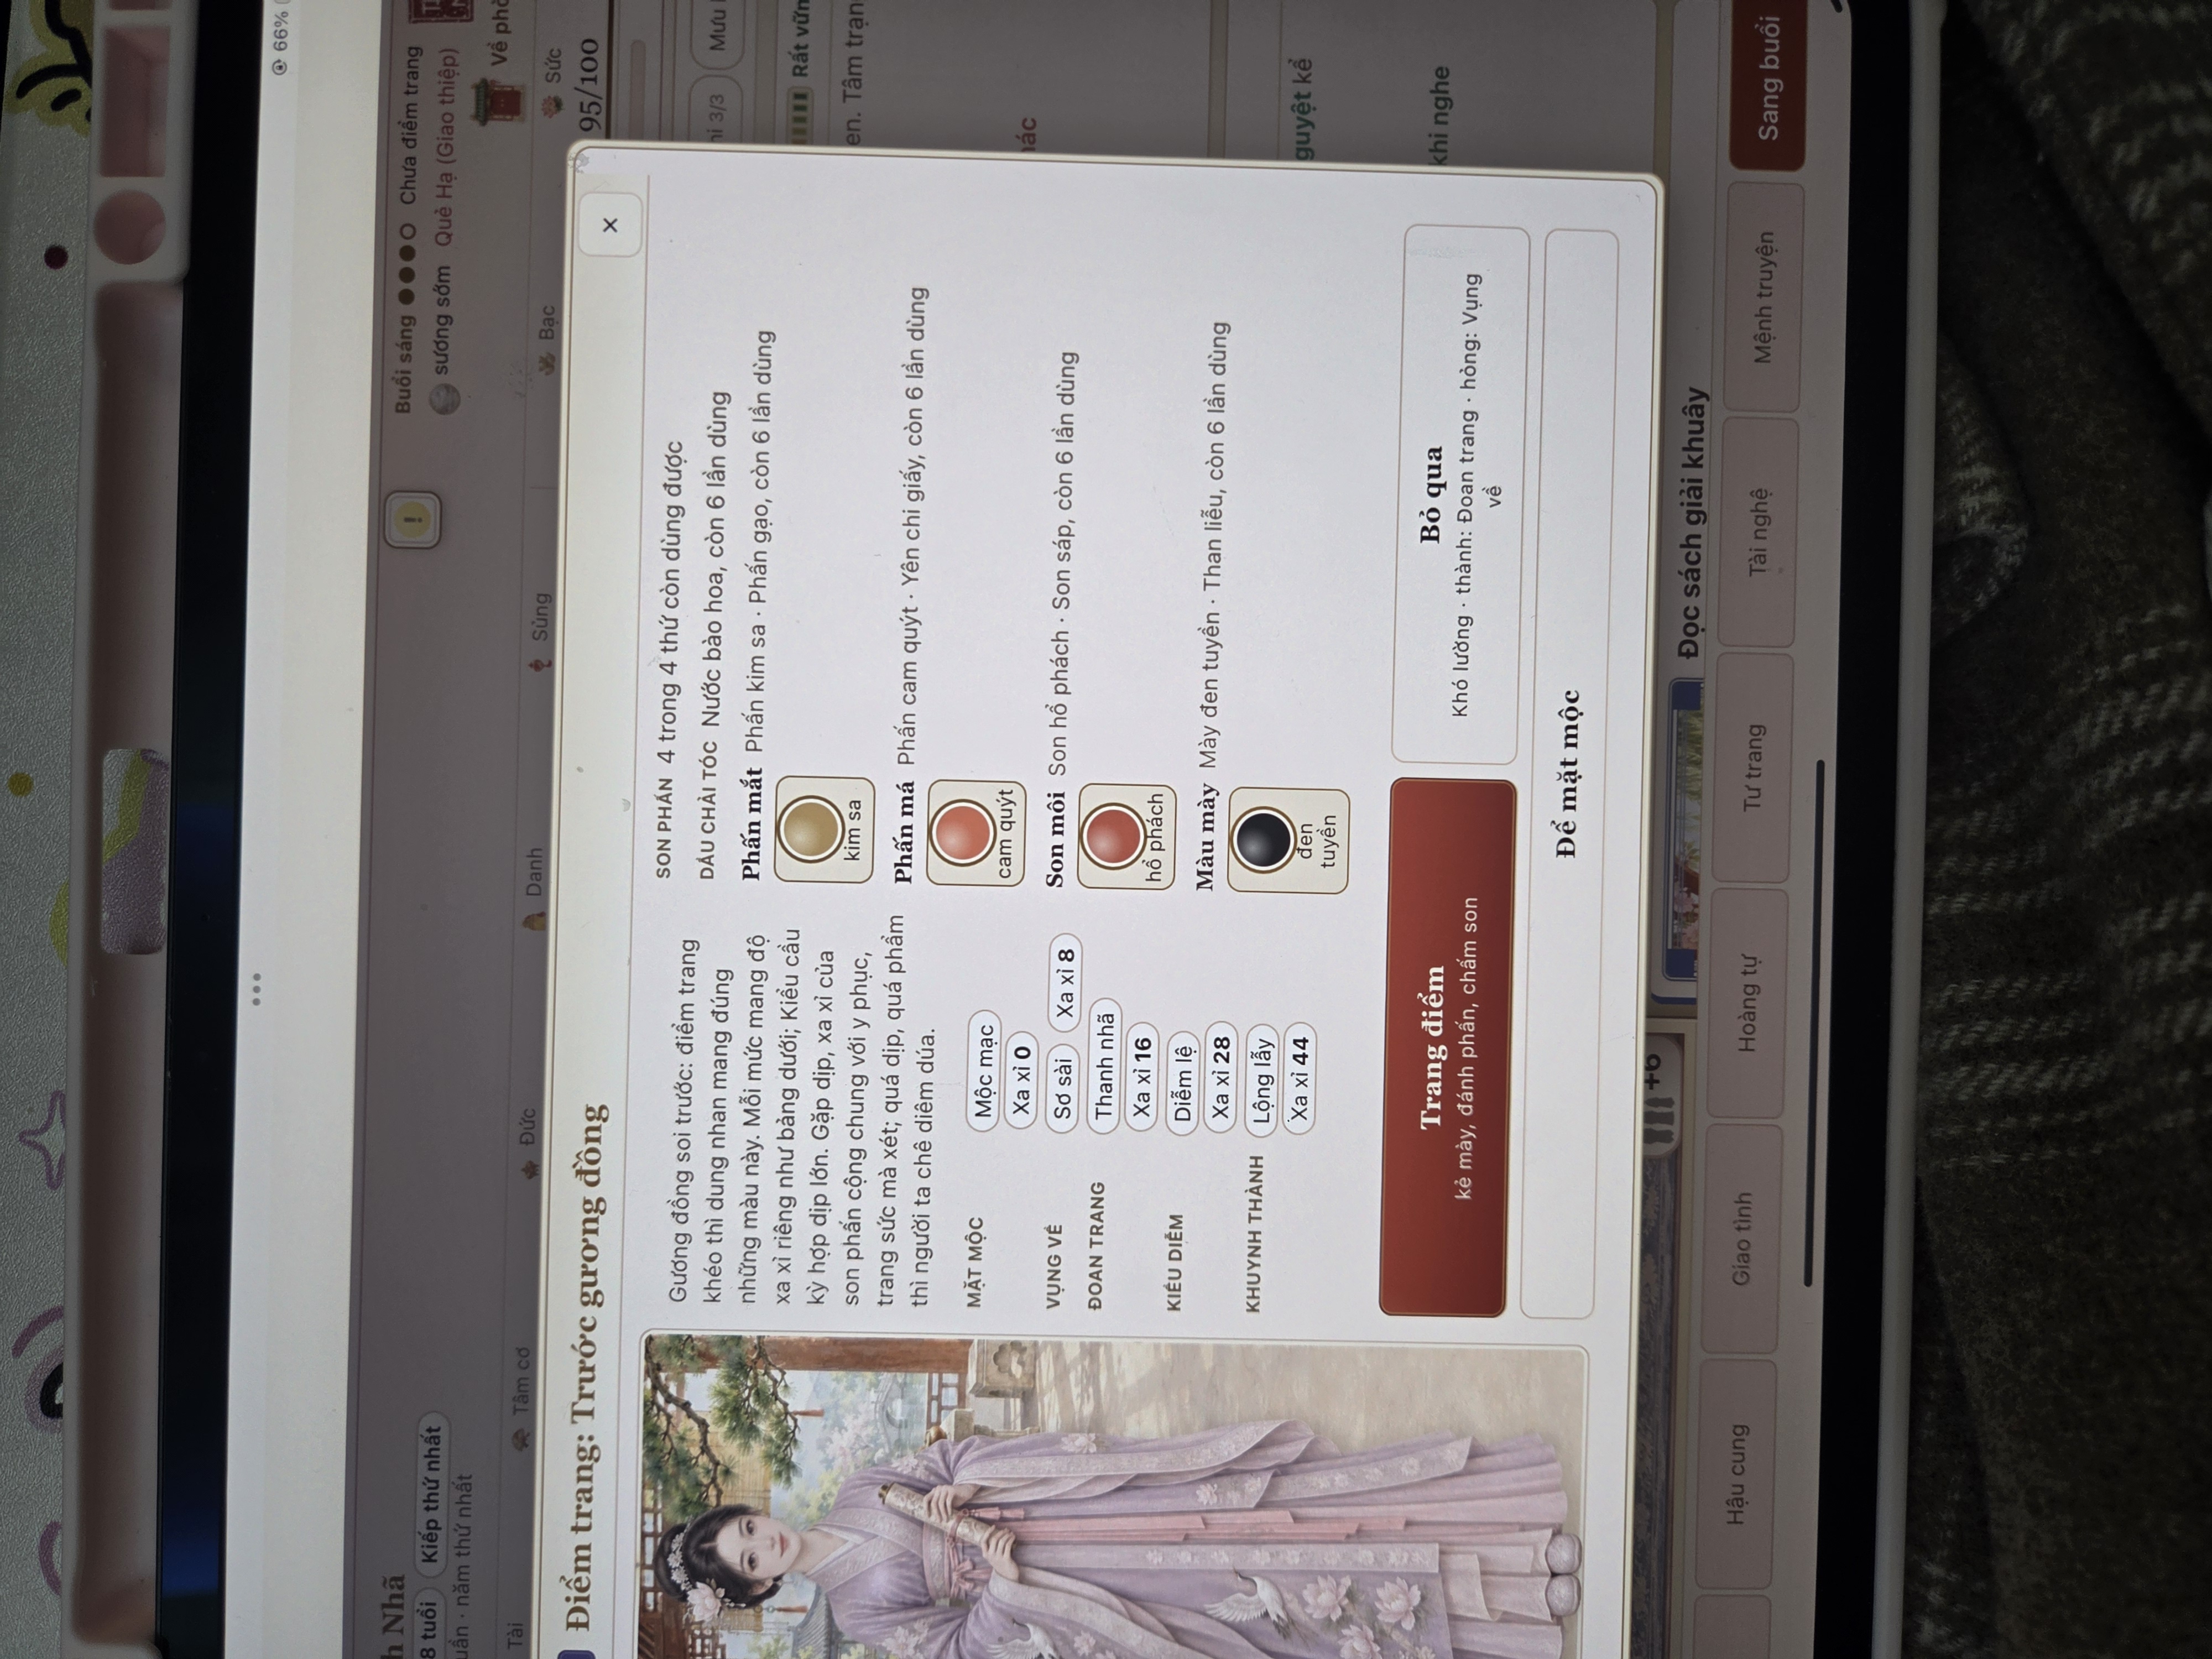 66%
h Nhã
8 tuổi Kiếp thứ nhất
uần · năm thứ nhất
Buổi sáng Chưa điểm trang
sương sớm Quẻ Hạ (Giao thiệp)
Về
Tài Tâm cơ Đức Danh Sủng Bạc Sức
95/100
Điểm trang: Trước gương đồng
×
Gương đồng soi trước: điểm trang
khéo thì dung nhan mang đúng
những màu này. Mỗi mức mang độ
xa xỉ riêng như bảng dưới; Kiểu cầu
kỳ hợp dịp lớn. Gặp dịp, xa xỉ của
son phấn cộng chung với y phục,
trang sức mà xét; quá dịp, quá phẩm
thì người ta chê diêm dúa.
MẶT MỘC Mộc mạc
Xa xỉ 0
VỤNG VỀ Sơ sài Xa xỉ 8
ĐOAN TRANG Thanh nhã
Xa xỉ 16
KIỀU DIỄM Diễm lệ
Xa xỉ 28
KHUYNH THÀNH Lộng lẫy
Xa xỉ 44
SON PHẤN 4 trong 4 thứ còn dùng được
DẦU CHẢI TÓC Nước bào hoa, còn 6 lần dùng
Phấn mắt Phấn kim sa · Phấn gạo, còn 6 lần dùng
kim sa
Phấn má Phấn cam quýt · Yên chi giấy, còn 6 lần dùng
cam quýt
Son môi Son hổ phách · Son sáp, còn 6 lần dùng
hổ phách
Màu mày Mày đen tuyền · Than liễu, còn 6 lần dùng
đen
tuyền
Trang điểm
kẻ mày, đánh phấn, chấm son
Bỏ qua
Khó lường · thành: Đoan trang · hỏng: Vụng
về
Để mặt mộc
3/3 Mưu
Rất vữn
en. Tâm trạn
guyệt kể
khi nghe
+6
Đọc sách giải khuây
Hậu cung Giao tình Hoàng tự Tư trang Tài nghệ Mệnh truyện Sang buổi